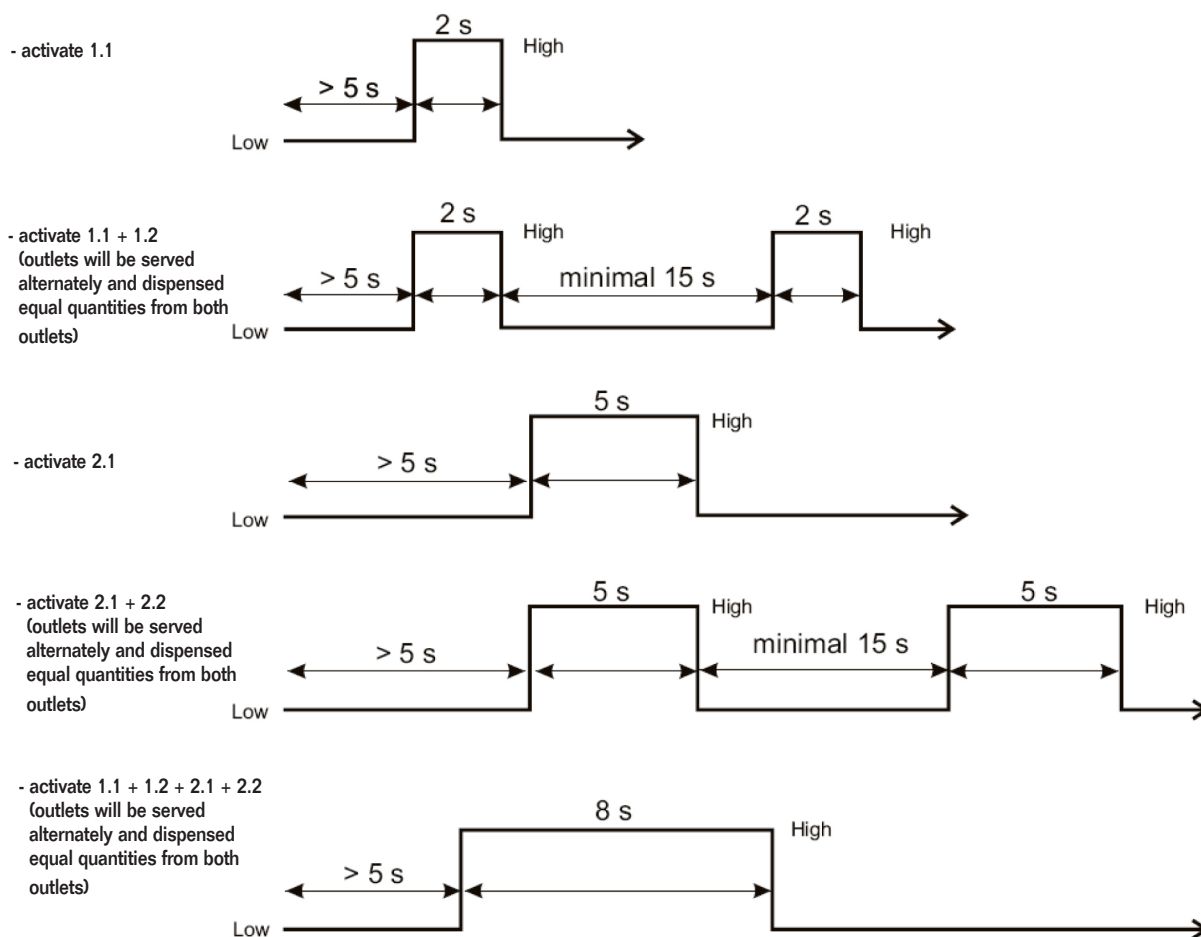 - activate 1.1
2 s
High
> 5 s
Low
- activate 1.1 + 1.2
(outlets will be served
alternately and dispensed
equal quantities from both
outlets)
2 s
High
2 s
High
> 5 s
minimal 15 s
Low
- activate 2.1
5 s
High
> 5 s
Low
- activate 2.1 + 2.2
(outlets will be served
alternately and dispensed
equal quantities from both
outlets)
5 s
High
5 s
High
> 5 s
minimal 15 s
Low
- activate 1.1 + 1.2 + 2.1 + 2.2
(outlets will be served
alternately and dispensed
equal quantities from both
outlets)
8 s
High
> 5 s
Low